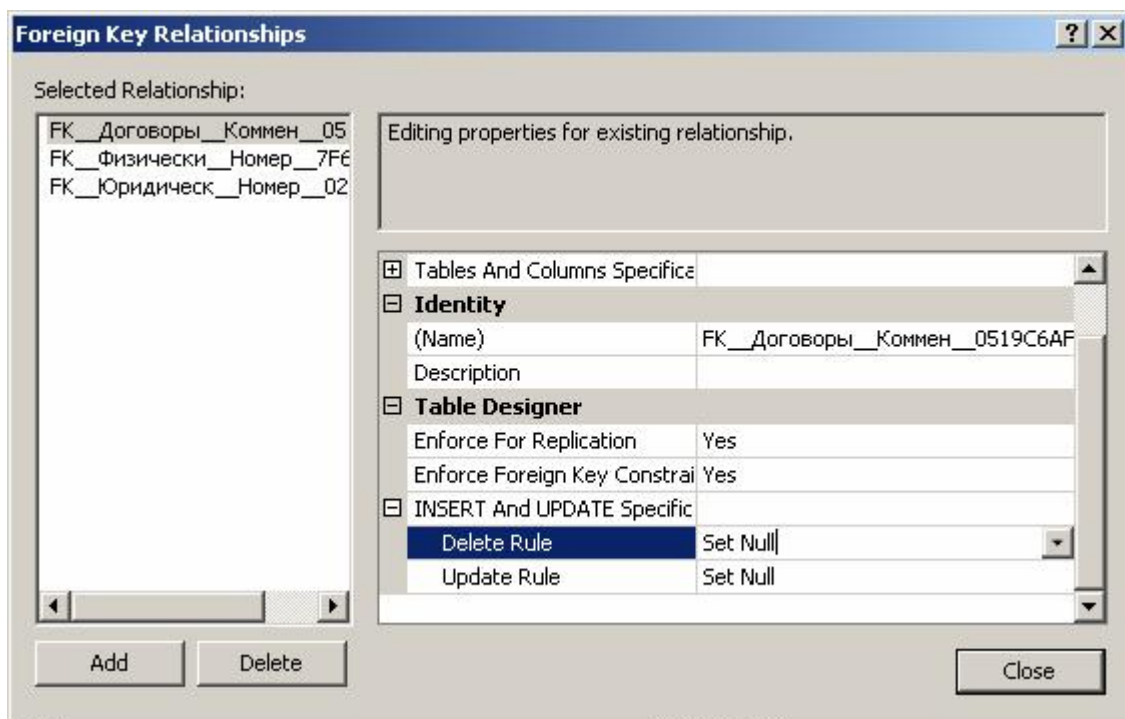 Foreign Key Relationships
Selected Relationship:
FK__Договоры__Коммен__05
FK__Физически__Номер__7F6
FK__Юридическ__Номер__02
Editing properties for existing relationship.
Tables And Columns Specifica
Identity
(Name) FK__Договоры__Коммен__0519C6AF
Description
Table Designer
Enforce For Replication Yes
Enforce Foreign Key Constrai Yes
INSERT And UPDATE Specific
Delete Rule Set Null
Update Rule Set Null
Add Delete
Close